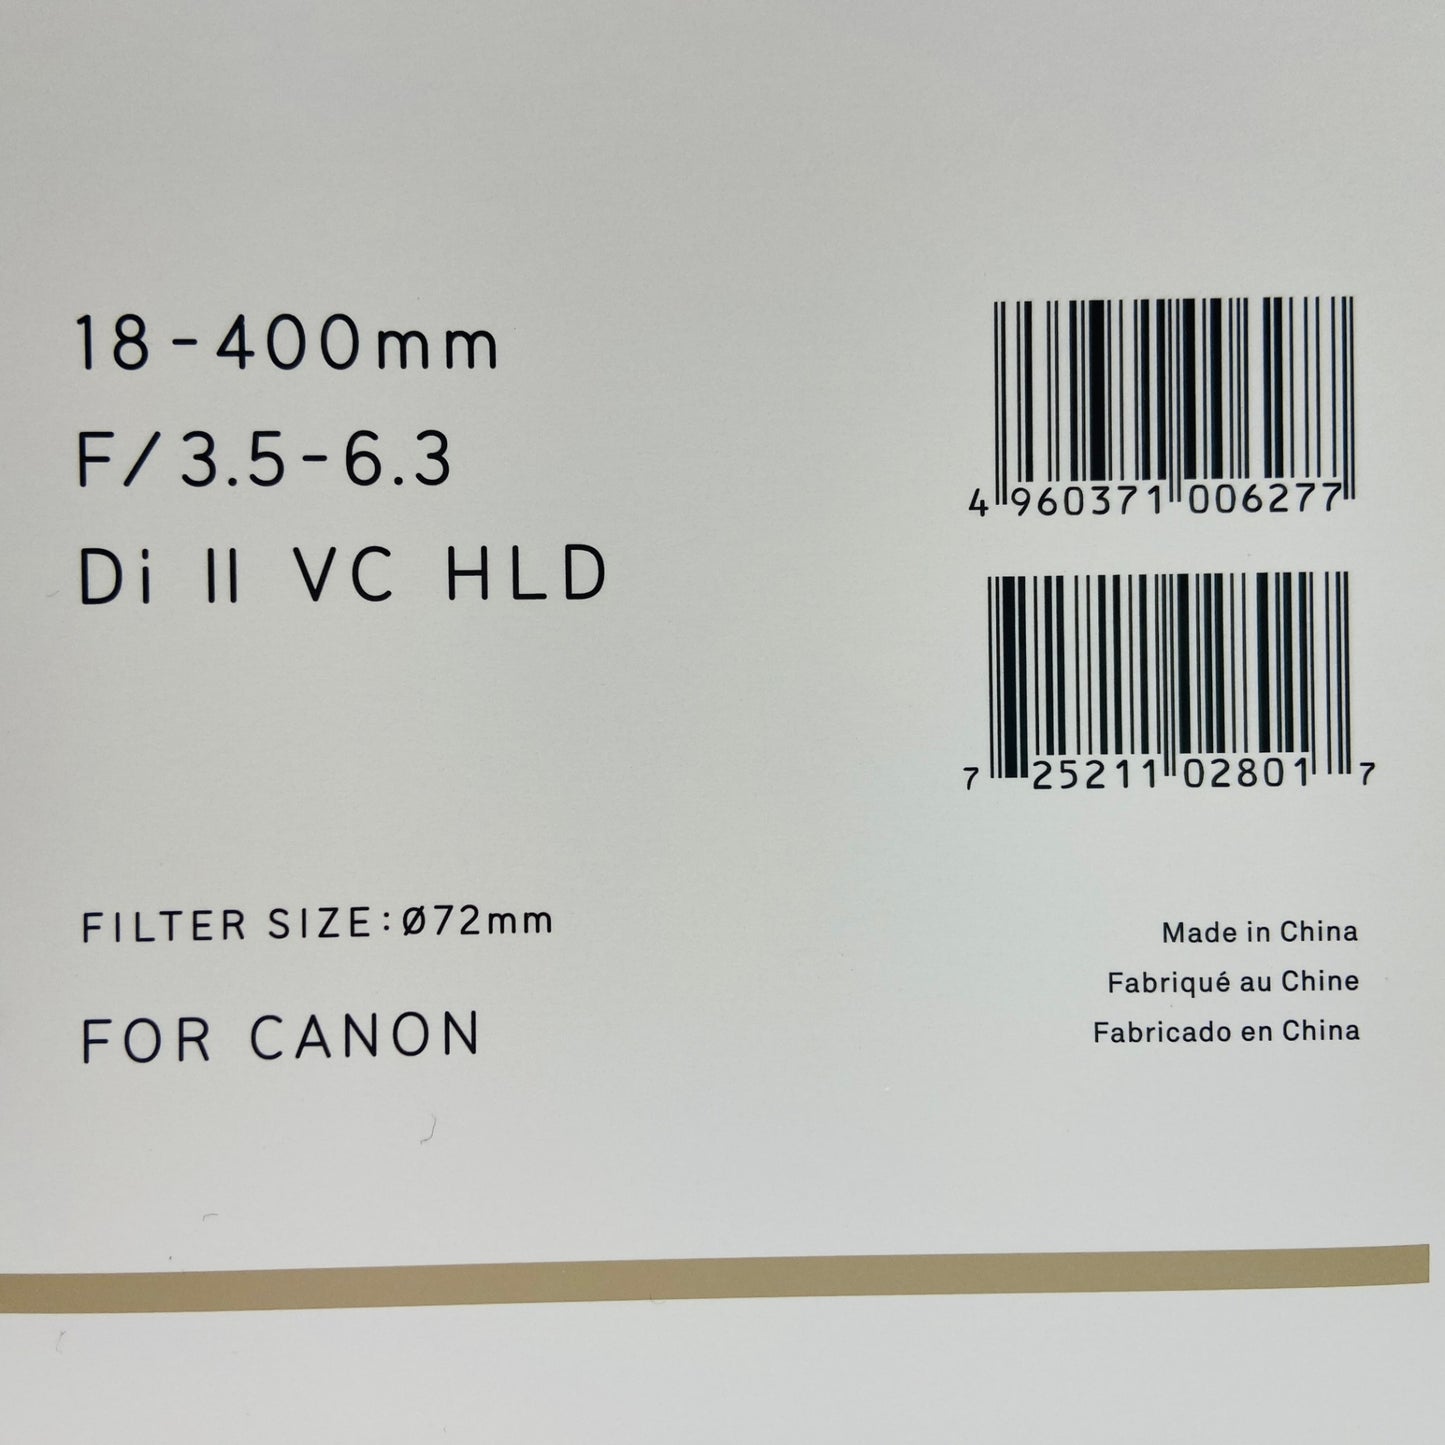 18-400mm
F/3.5-6.3
Di II VC HLD
4 960371 006277
7 25211 02801 7
FILTER SIZE:Ø72mm
FOR CANON
Made in China
Fabriqué au Chine
Fabricado en China